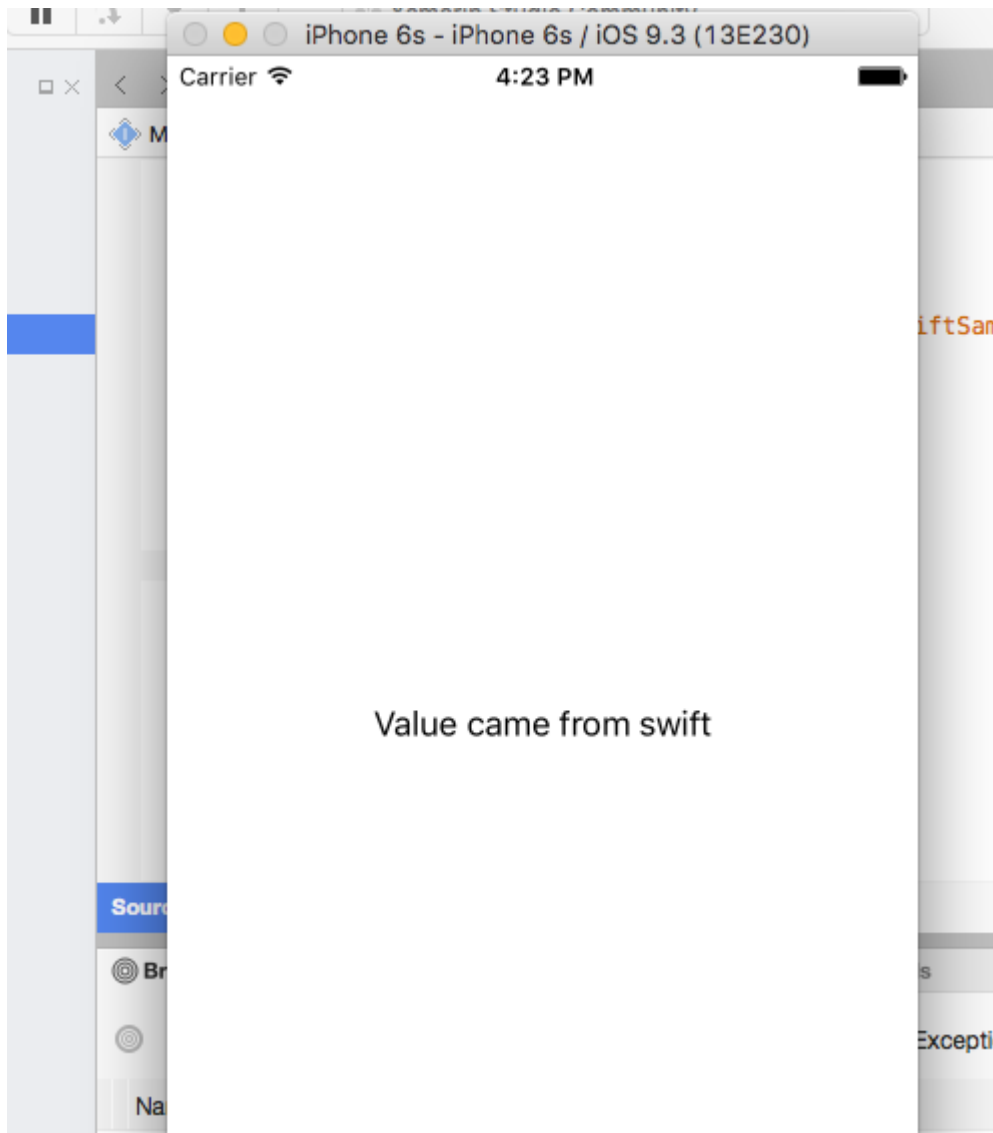 iPhone 6s - iPhone 6s / iOS 9.3 (13E230)
Carrier 4:23 PM
M
iftSam
Value came from swift
Sour
Br
s
Excepti
Na